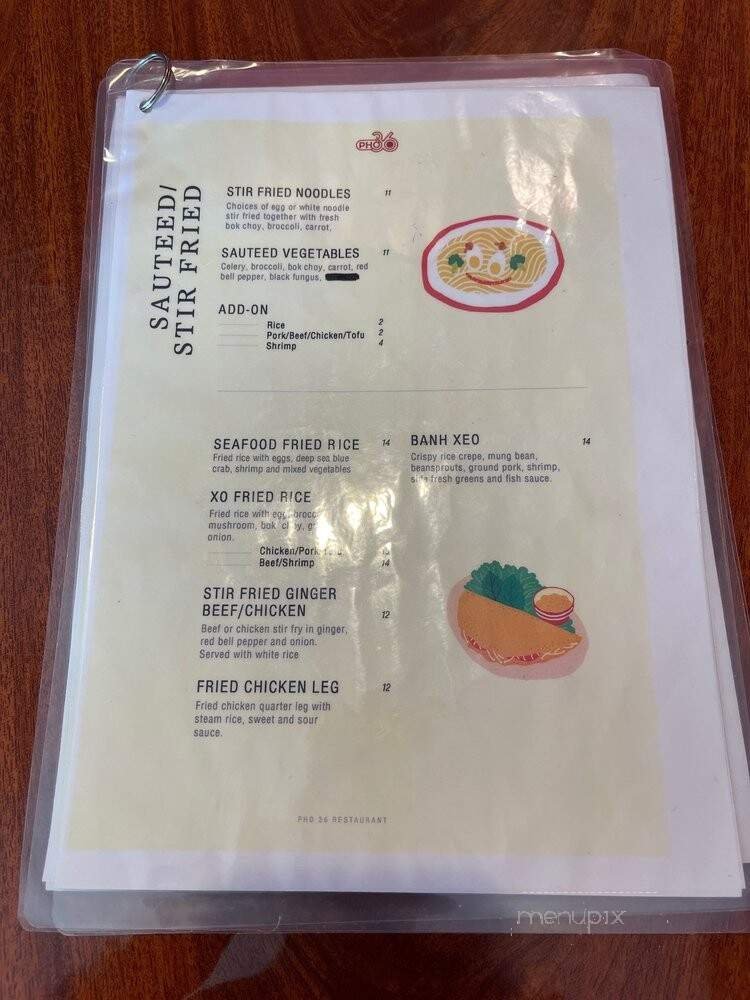 PHO 36
SAUTEED/
STIR FRIED
STIR FRIED NOODLES 11
Choices of egg or white noodle
stir fried together with fresh
bok choy, broccoli, carrot,
SAUTEED VEGETABLES 11
Celery, broccoli, bok choy, carrot, red
bell pepper, black fungus,
ADD-ON
Rice 2
Pork/Beef/Chicken/Tofu 2
Shrimp 4
SEAFOOD FRIED RICE 14
Fried rice with eggs, deep sea blue
crab, shrimp and mixed vegetables
XO FRIED RICE
Fried rice with egg,
mushroom, bok choy,
onion.
Chicken/Pork/Tofu
Beef/Shrimp 14
STIR FRIED GINGER
BEEF/CHICKEN 12
Beef or chicken stir fry in ginger,
red bell pepper and onion.
Served with white rice
FRIED CHICKEN LEG 12
Fried chicken quarter leg with
steam rice, sweet and sour
sauce.
BANH XEO 14
Crispy rice crepe, mung bean,
beansprouts, ground pork, shrimp,
side fresh greens and fish sauce.
PHO 36 RESTAURANT
menupix